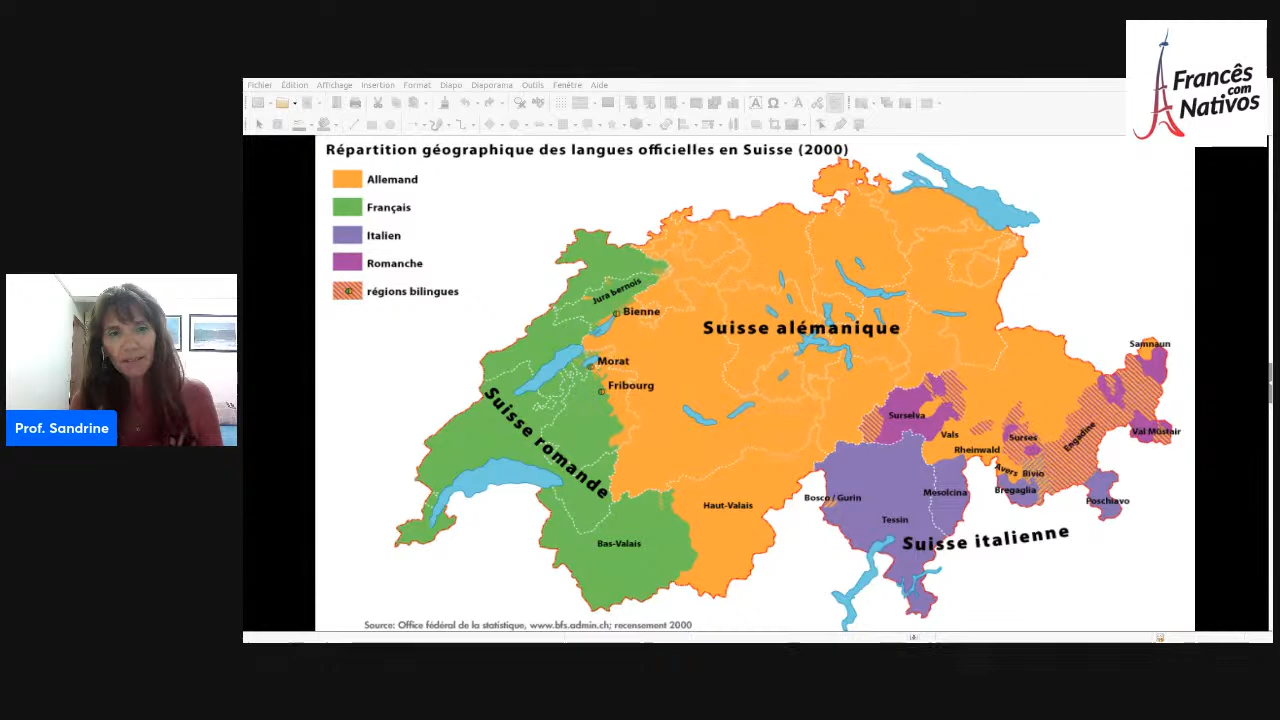 Francês
com
Nativos
Fichier Édition Affichage Insertion Format Diapo Diaporama Outils Fenêtre Aide
Répartition géographique des langues officielles en Suisse (2000)
Allemand
Français
Italien
Romanche
régions bilingues
Jura bernois
Bienne
Suisse alémanique
Samnaun
Morat
Fribourg
Suisse romande
Surselva
Val Müstair
Vals
Surses
Engadine
Rheinwald
Avers
Bivio
Bregaglia
Mesolcina
Bosco / Gurin
Poschiavo
Haut-Valais
Tessin
Suisse italienne
Bas-Valais
Source: Office fédéral de la statistique, www.bfs.admin.ch; recensement 2000
Prof. Sandrine